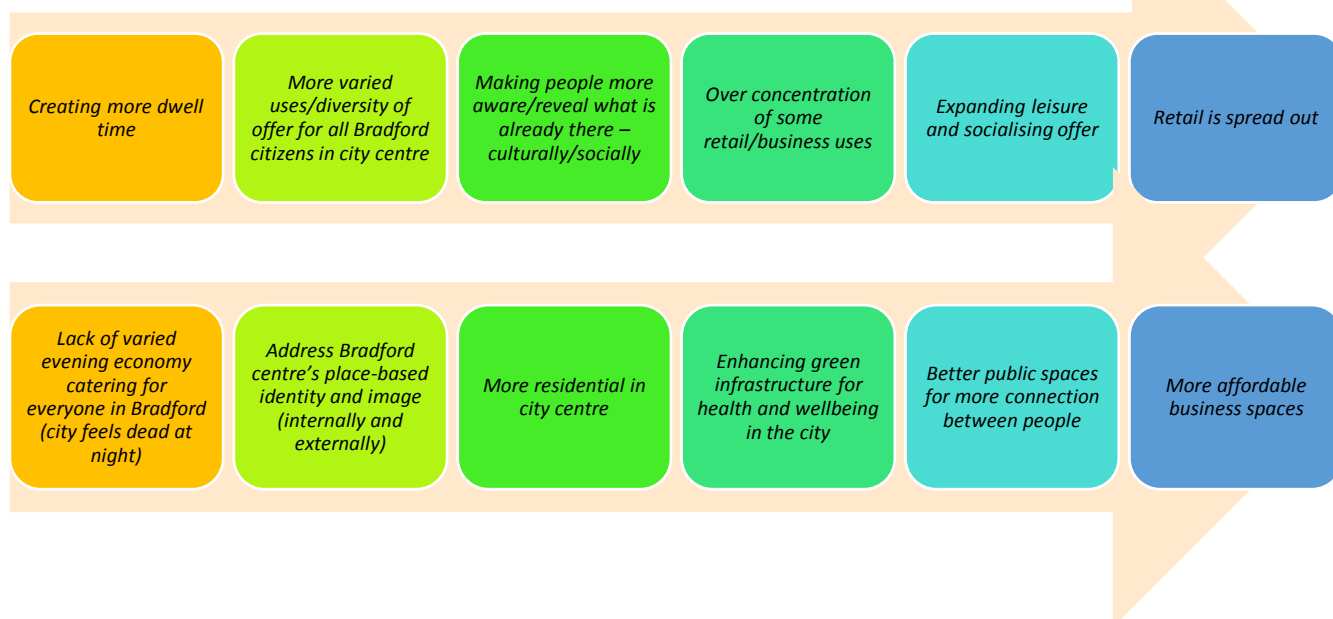 Creating more dwell
time
More varied
uses/diversity of
offer for all Bradford
citizens in city centre
Making people more
aware/reveal what is
already there –
culturally/socially
Over concentration
of some
retail/business uses
Expanding leisure
and socialising offer
Retail is spread out
Lack of varied
evening economy
catering for
everyone in Bradford
(city feels dead at
night)
Address Bradford
centre’s place-based
identity and image
(internally and
externally)
More residential in
city centre
Enhancing green
infrastructure for
health and wellbeing
in the city
Better public spaces
for more connection
between people
More affordable
business spaces